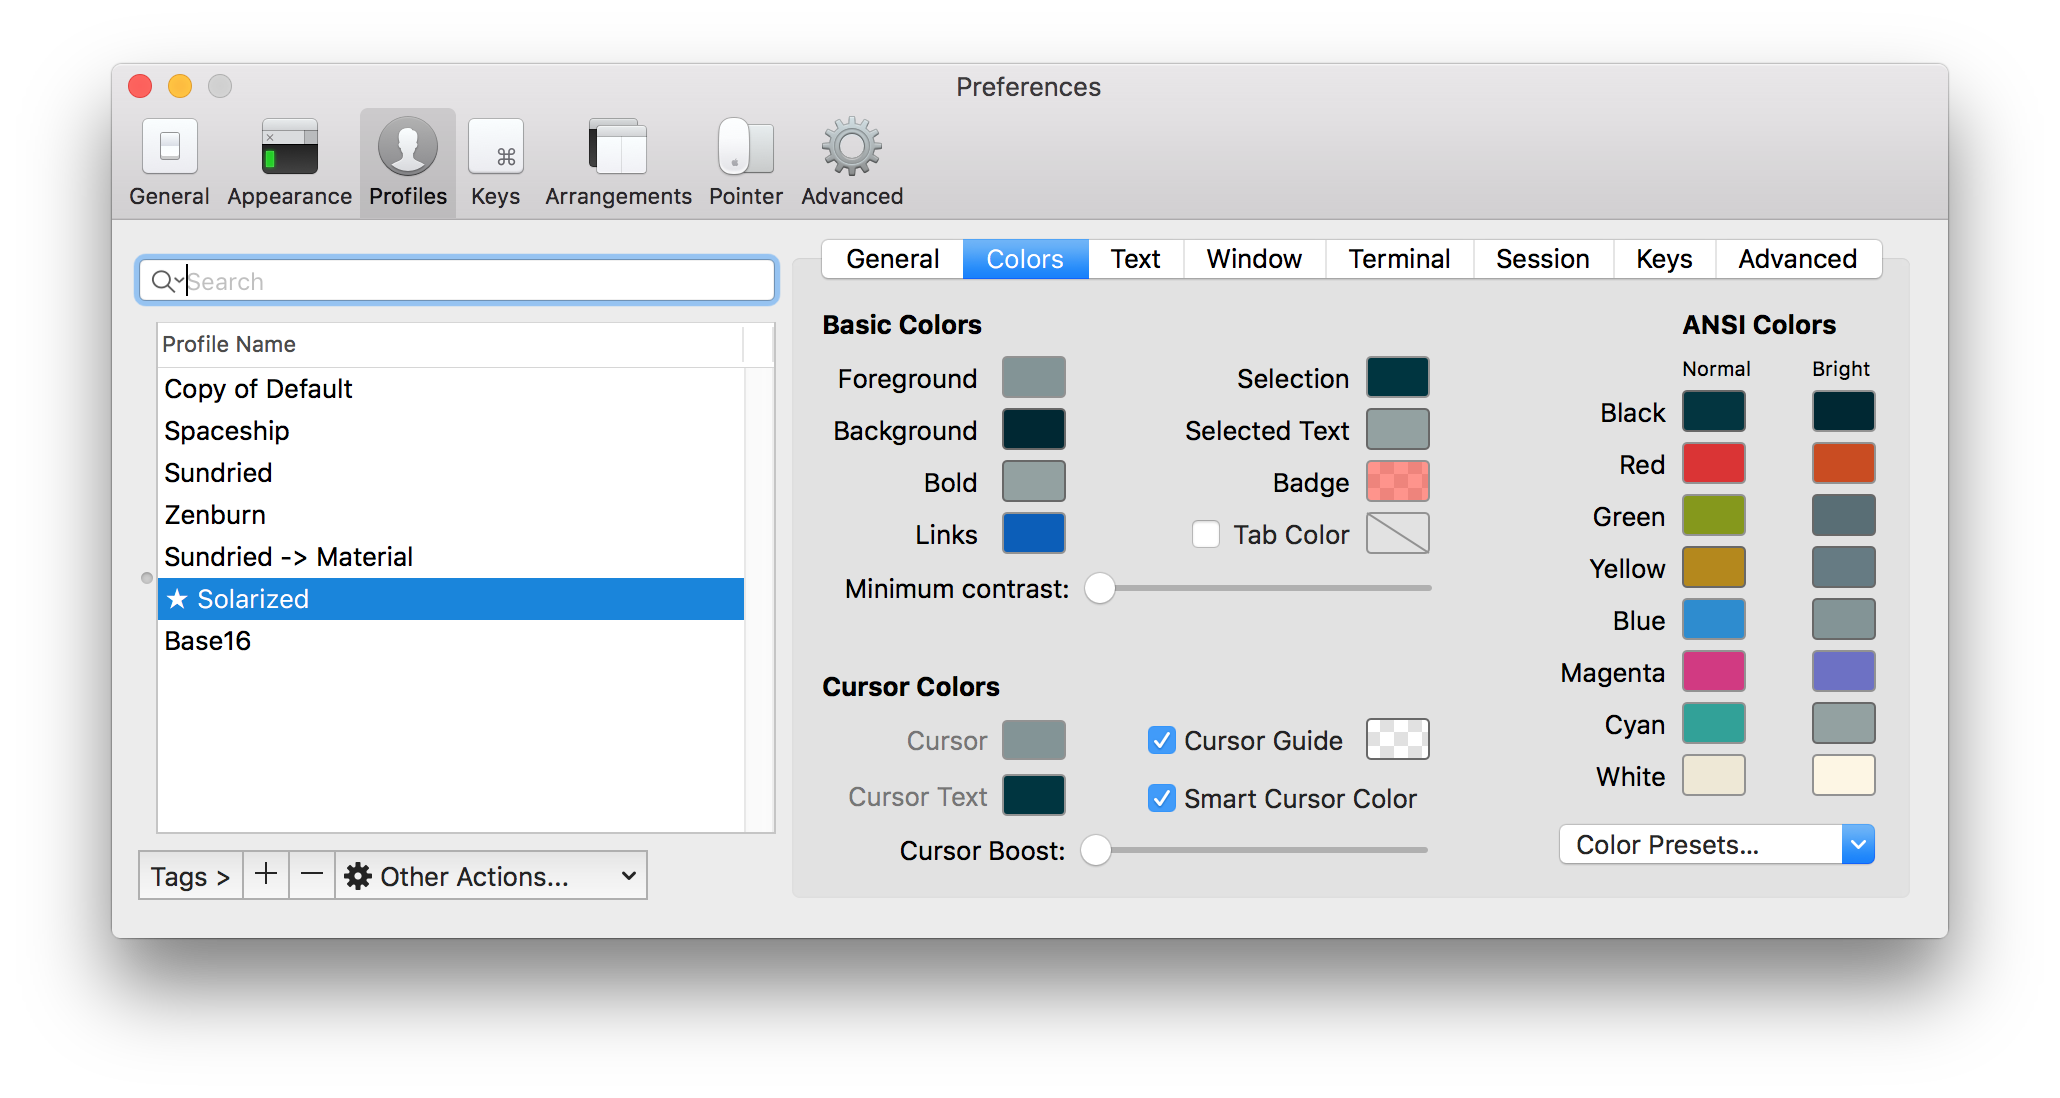 Preferences
General Appearance Profiles Keys Arrangements Pointer Advanced
Search
Profile Name
Copy of Default
Spaceship
Sundried
Zenburn
Sundried -> Material
★ Solarized
Base16
Tags > + — Other Actions...
General Colors Text Window Terminal Session Keys Advanced
Basic Colors
Foreground
Background
Bold
Links
Selection
Selected Text
Badge
Tab Color
Minimum contrast:
Cursor Colors
Cursor
Cursor Text
Cursor Guide
Smart Cursor Color
Cursor Boost:
ANSI Colors
Normal Bright
Black
Red
Green
Yellow
Blue
Magenta
Cyan
White
Color Presets...